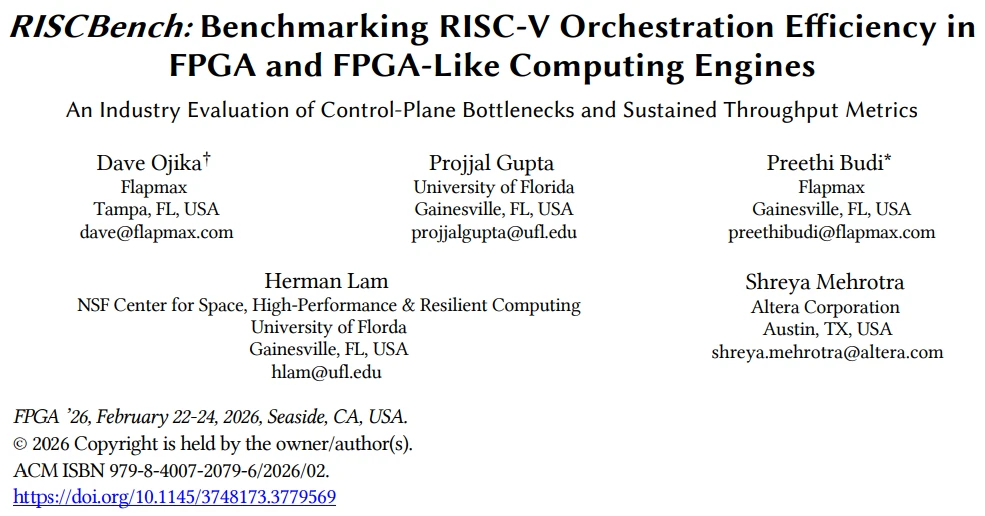 RISCBench: Benchmarking RISC-V Orchestration Efficiency in
FPGA and FPGA-Like Computing Engines
An Industry Evaluation of Control-Plane Bottlenecks and Sustained Throughput Metrics
Dave Ojika†
Flapmax
Tampa, FL, USA
dave@flapmax.com
Projjal Gupta
University of Florida
Gainesville, FL, USA
projjalgupta@ufl.edu
Preethi Budi*
Flapmax
Gainesville, FL, USA
preethibudi@flapmax.com
Herman Lam
NSF Center for Space, High-Performance & Resilient Computing
University of Florda
Gainesville, FL, USA
hlam@ufl.edu
Shreya Mehrotra
Altera Corporation
Austin, TX, USA
shreya.mehrotra@altera.com
FPGA ’26, February 22-24, 2026, Seaside, CA, USA.
© 2026 Copyright is held by the owner/author(s).
ACM ISBN 979-8-4007-2079-6/2026/02.
https://doi.org/10.1145/3748173.3779569